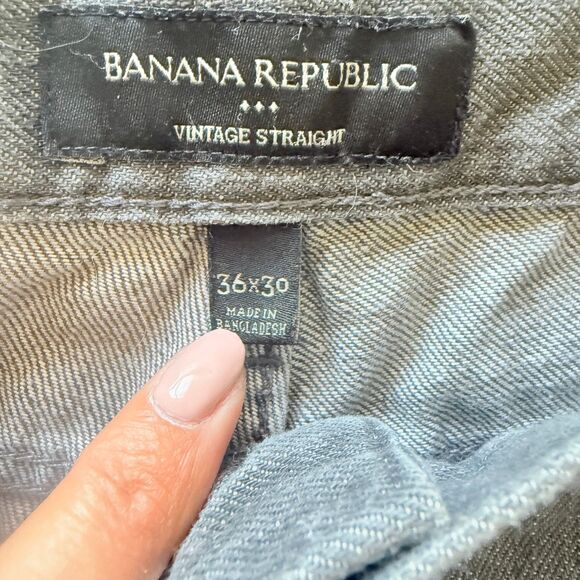 BANANA REPUBLIC
VINTAGE STRAIGHT
36x30
MADE IN
BANGLADESH